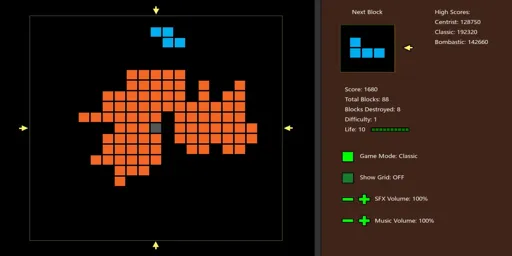 Next Block
High Scores:
Centrist: 128750
Classic: 192320
Bombastic: 142660
Score: 1660
Total Blocks: 88
Blocks Destroyed: 8
Difficulty: 1
Life: 10
Game Mode: Classic
Show Grid: OFF
SFX Volume: 100%
Music Volume: 100%